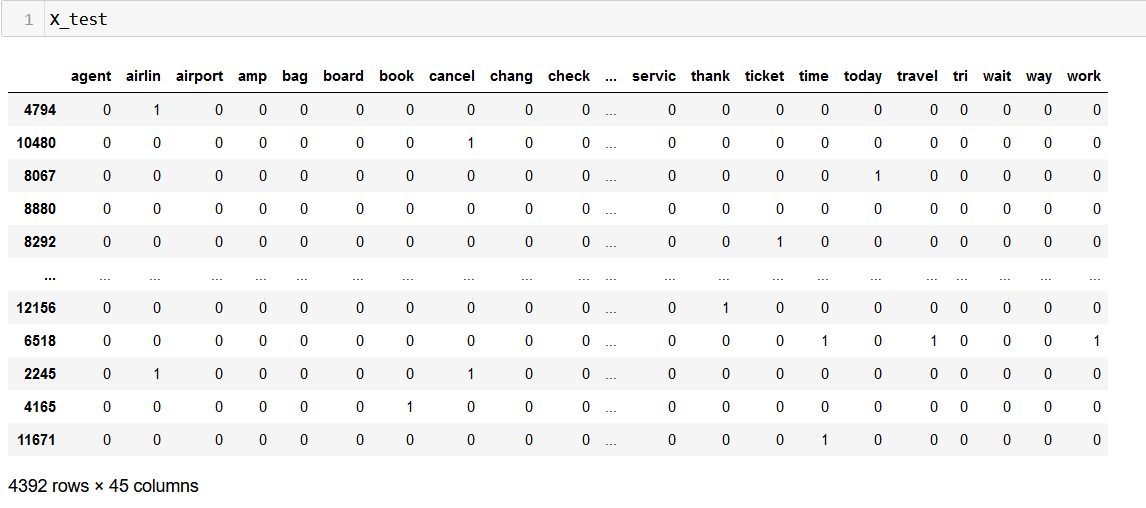 1 X_test
agent airlin airport amp bag board book cancel chang check ... servic thank ticket time today travel tri wait way work
4794 0 1 0 0 0 0 0 0 0 0 ... 0 0 0 0 0 0 0 0 0 0
10480 0 0 0 0 0 0 0 1 0 0 ... 0 0 0 0 0 0 0 0 0 0
8067 0 0 0 0 0 0 0 0 0 0 ... 0 0 0 0 1 0 0 0 0 0
8880 0 0 0 0 0 0 0 0 0 0 ... 0 0 0 0 0 0 0 0 0 0
8292 0 0 0 0 0 0 0 0 0 0 ... 0 0 1 0 0 0 0 0 0 0
... ... ... ... ... ... ... ... ... ... ... ... ... ... ... ... ... ... ... ... ... ...
12156 0 0 0 0 0 0 0 0 0 0 ... 0 1 0 0 0 0 0 0 0 0
6518 0 0 0 0 0 0 0 0 0 0 ... 0 0 0 1 0 1 0 0 0 1
2245 0 1 0 0 0 0 0 1 0 0 ... 0 0 0 0 0 0 0 0 0 0
4165 0 0 0 0 0 0 1 0 0 0 ... 0 0 0 0 0 0 0 0 0 0
11671 0 0 0 0 0 0 0 0 0 0 ... 0 0 0 1 0 0 0 0 0 0
4392 rows × 45 columns